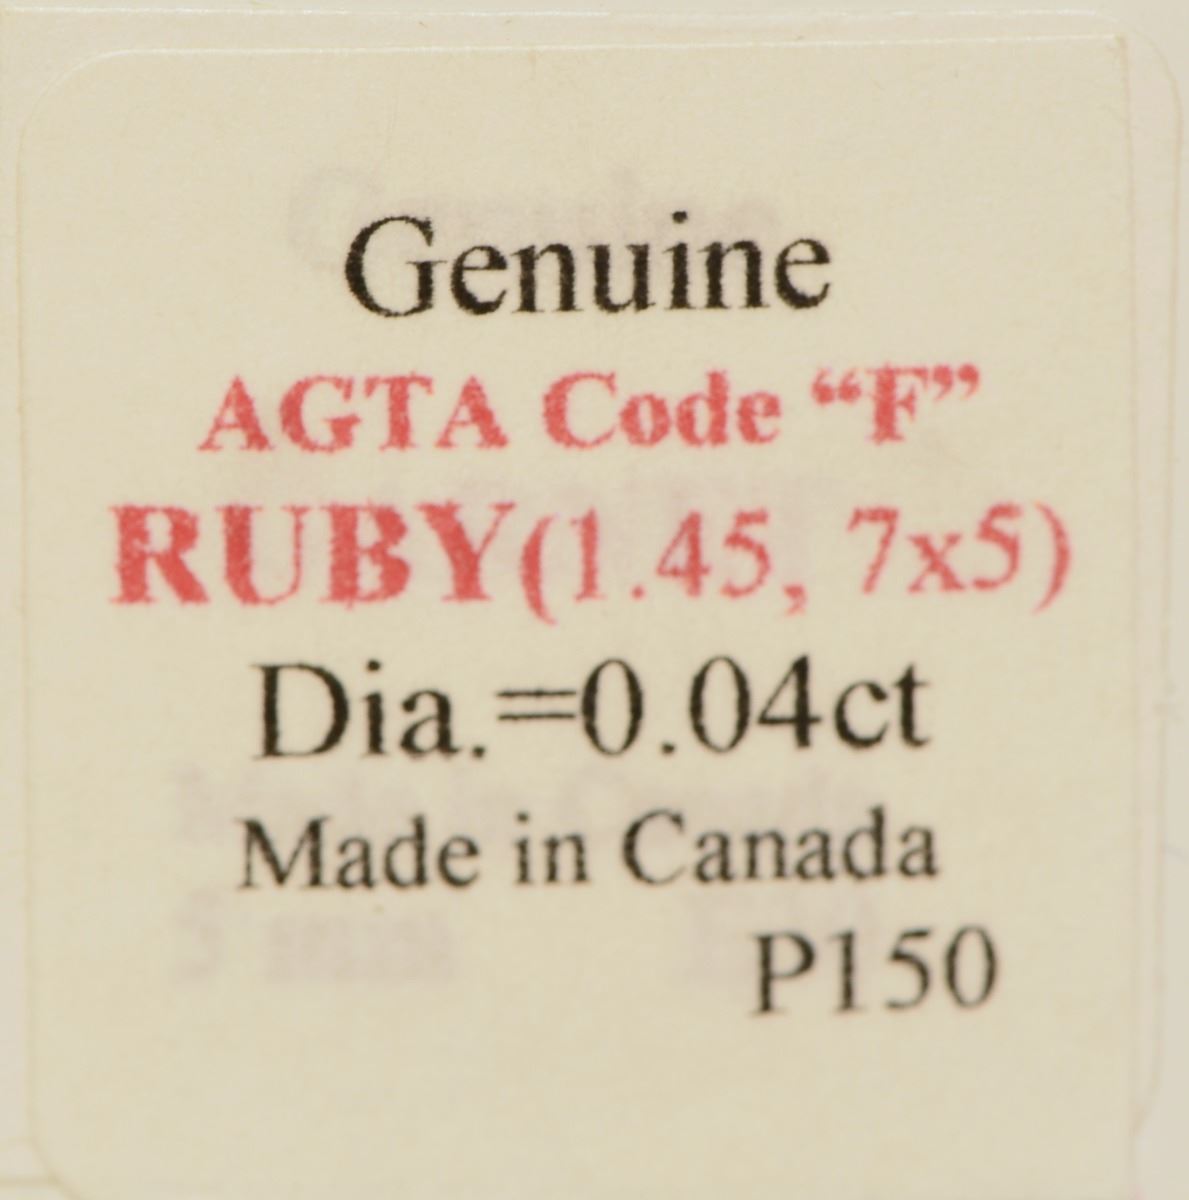 Genuine
AGTA Code “F”
RUBY(1.45, 7x5)
Dia.=0.04ct
Made in Canada
P150